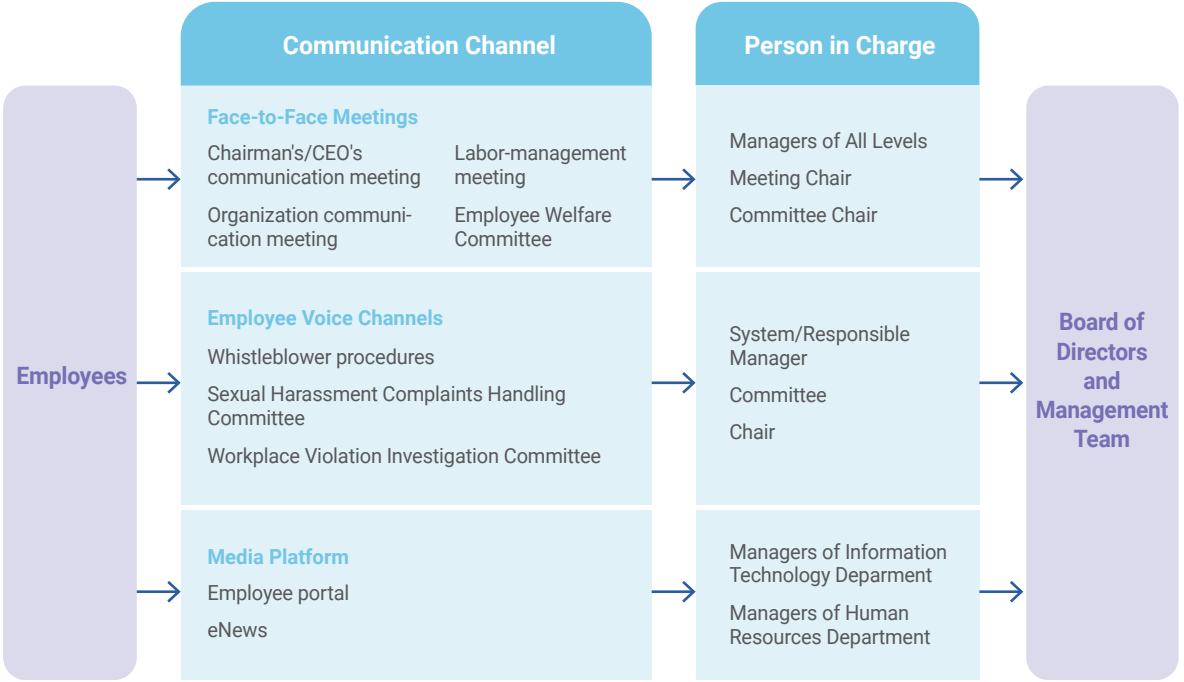 Communication Channel
Person in Charge
Employees
Face-to-Face Meetings
Chairman's/CEO's
communication meeting
Organization communi-
cation meeting
Labor-management
meeting
Employee Welfare
Committee
Managers of All Levels
Meeting Chair
Committee Chair
Employee Voice Channels
Whistleblower procedures
Sexual Harassment Complaints Handling
Committee
Workplace Violation Investigation Committee
System/Responsible
Manager
Committee
Chair
Media Platform
Employee portal
eNews
Managers of Information
Technology Deparment
Managers of Human
Resources Department
Board of
Directors
and
Management
Team